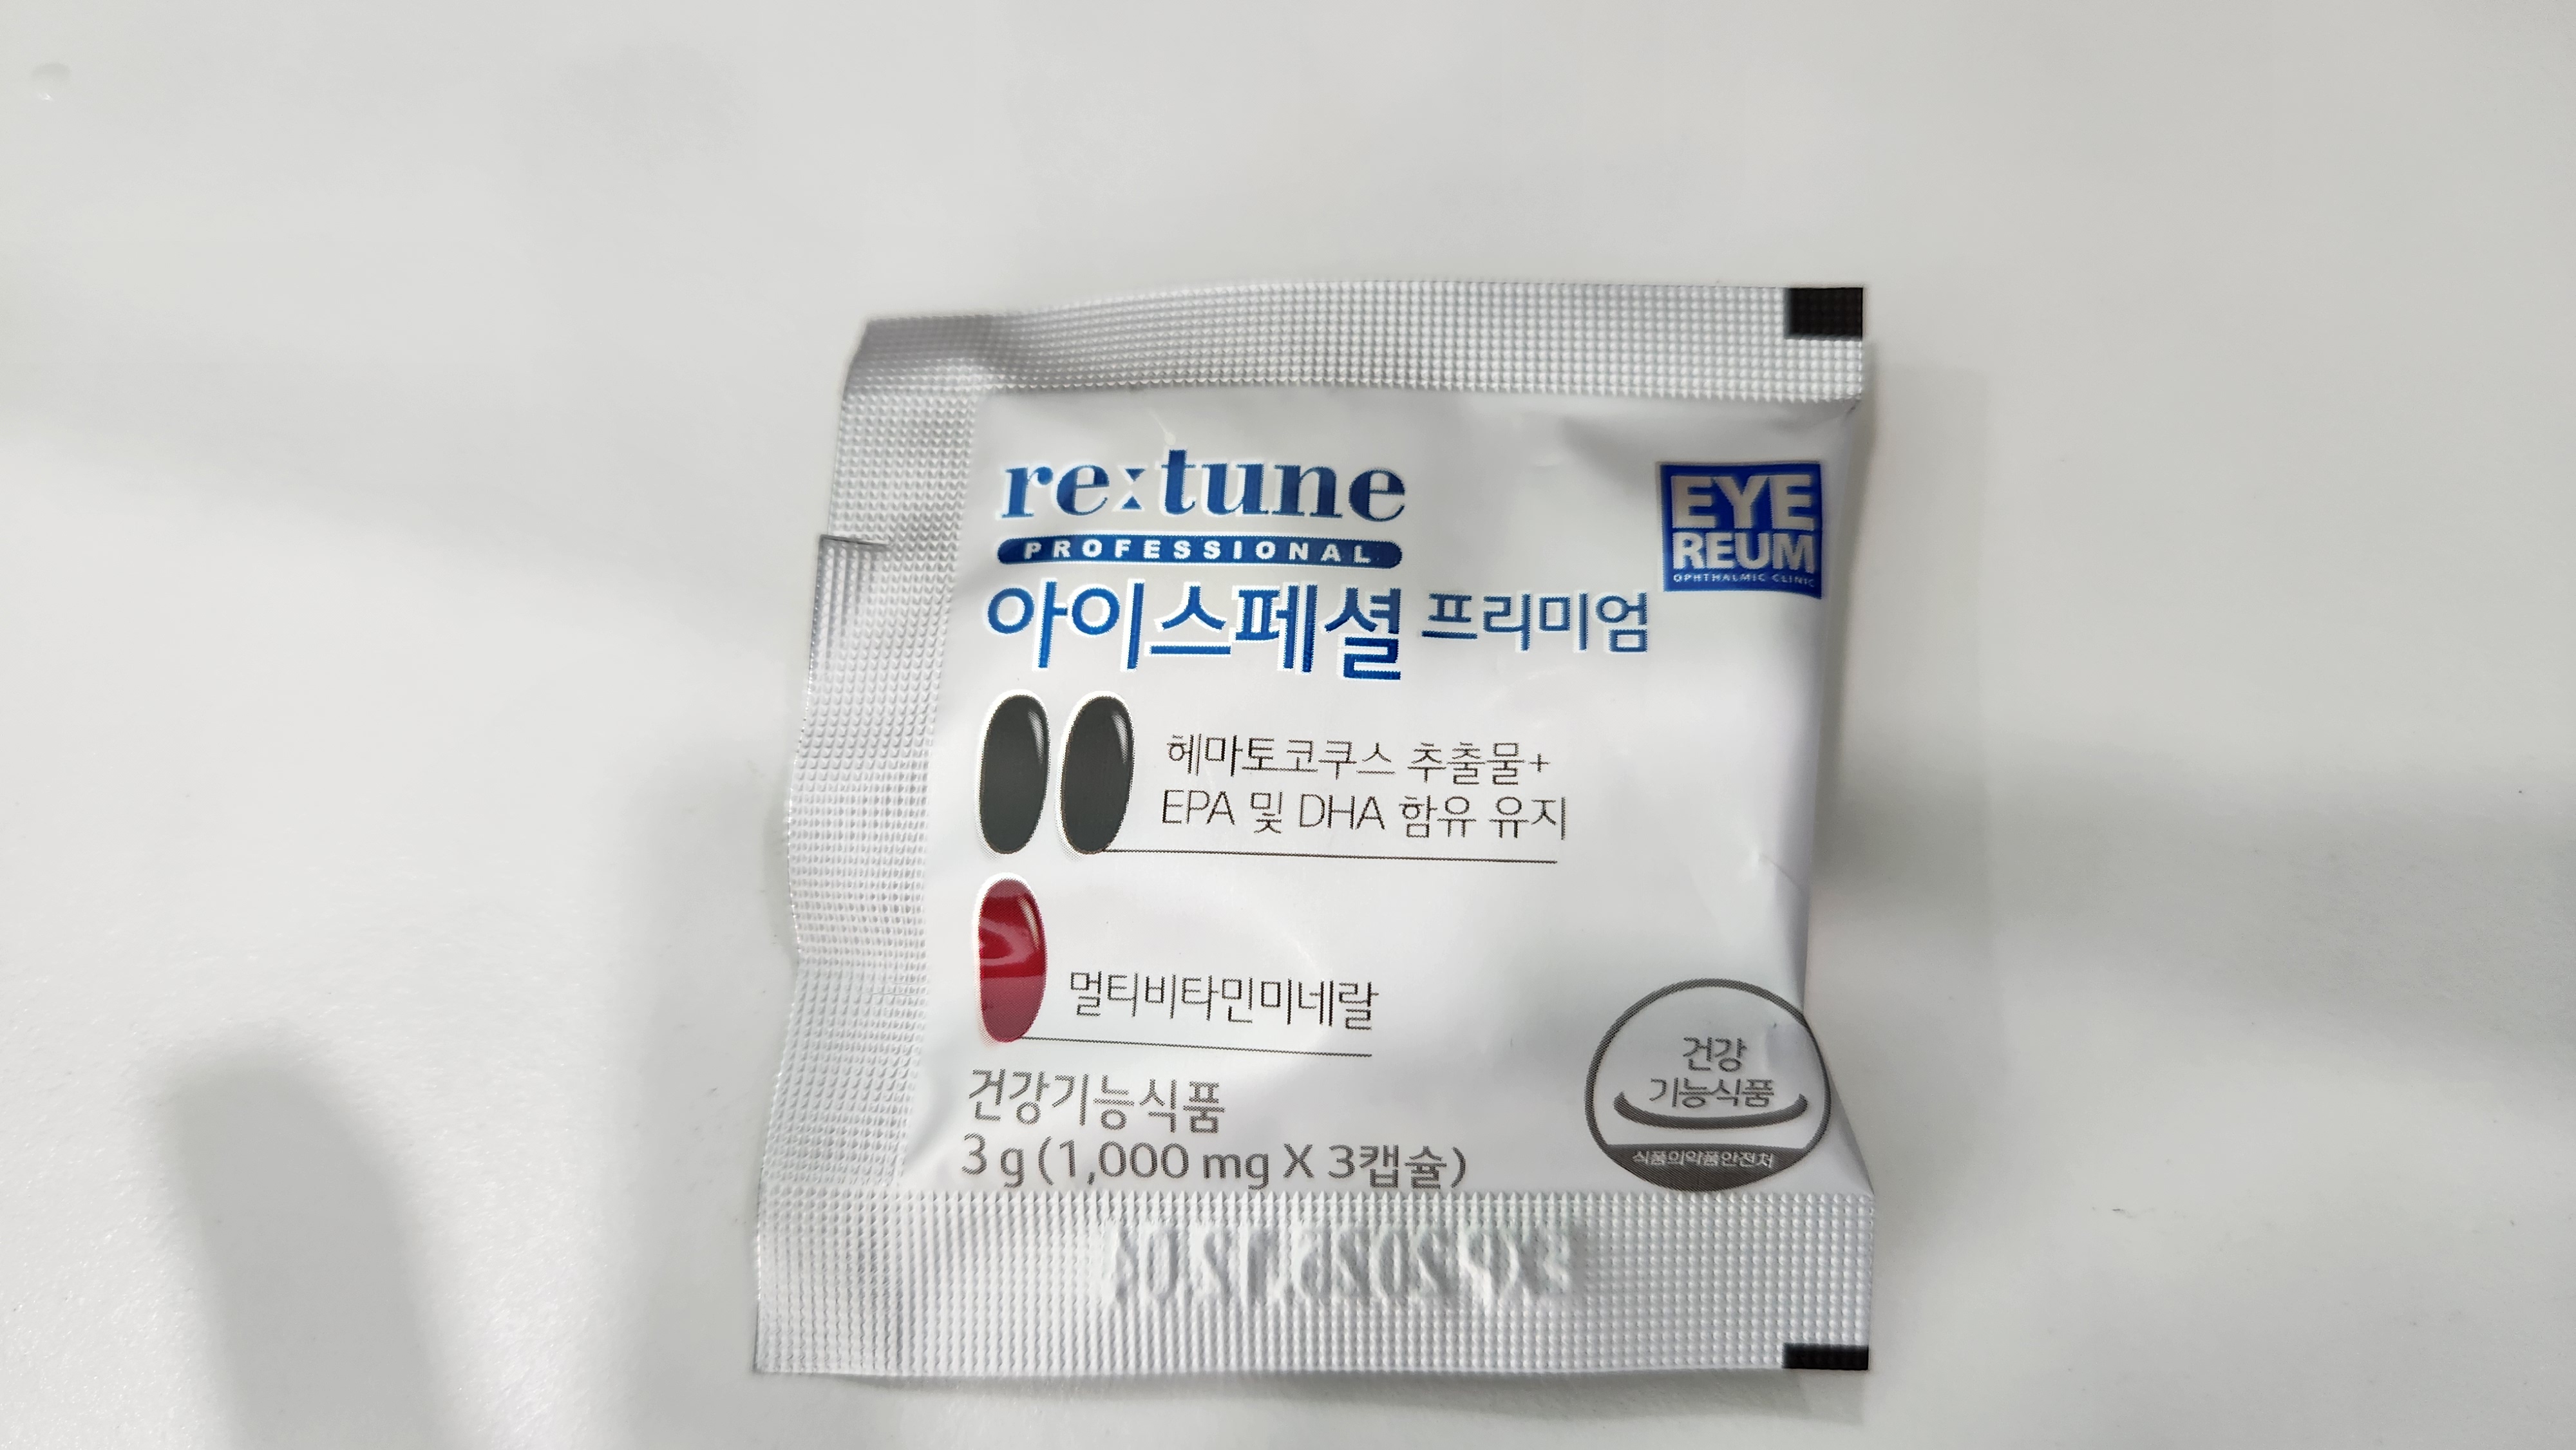 re:tune
PROFESSIONAL
EYE
REUM
OPHTHALMIC CLINIC
아이스페셜 프리미엄
헤마토코쿠스 추출물+
EPA 및 DHA 함유 유지
멀티비타민미네랄
건강기능식품
3 g (1,000 mg X 3캡슐)
건강
기능식품
식품의약품안전처